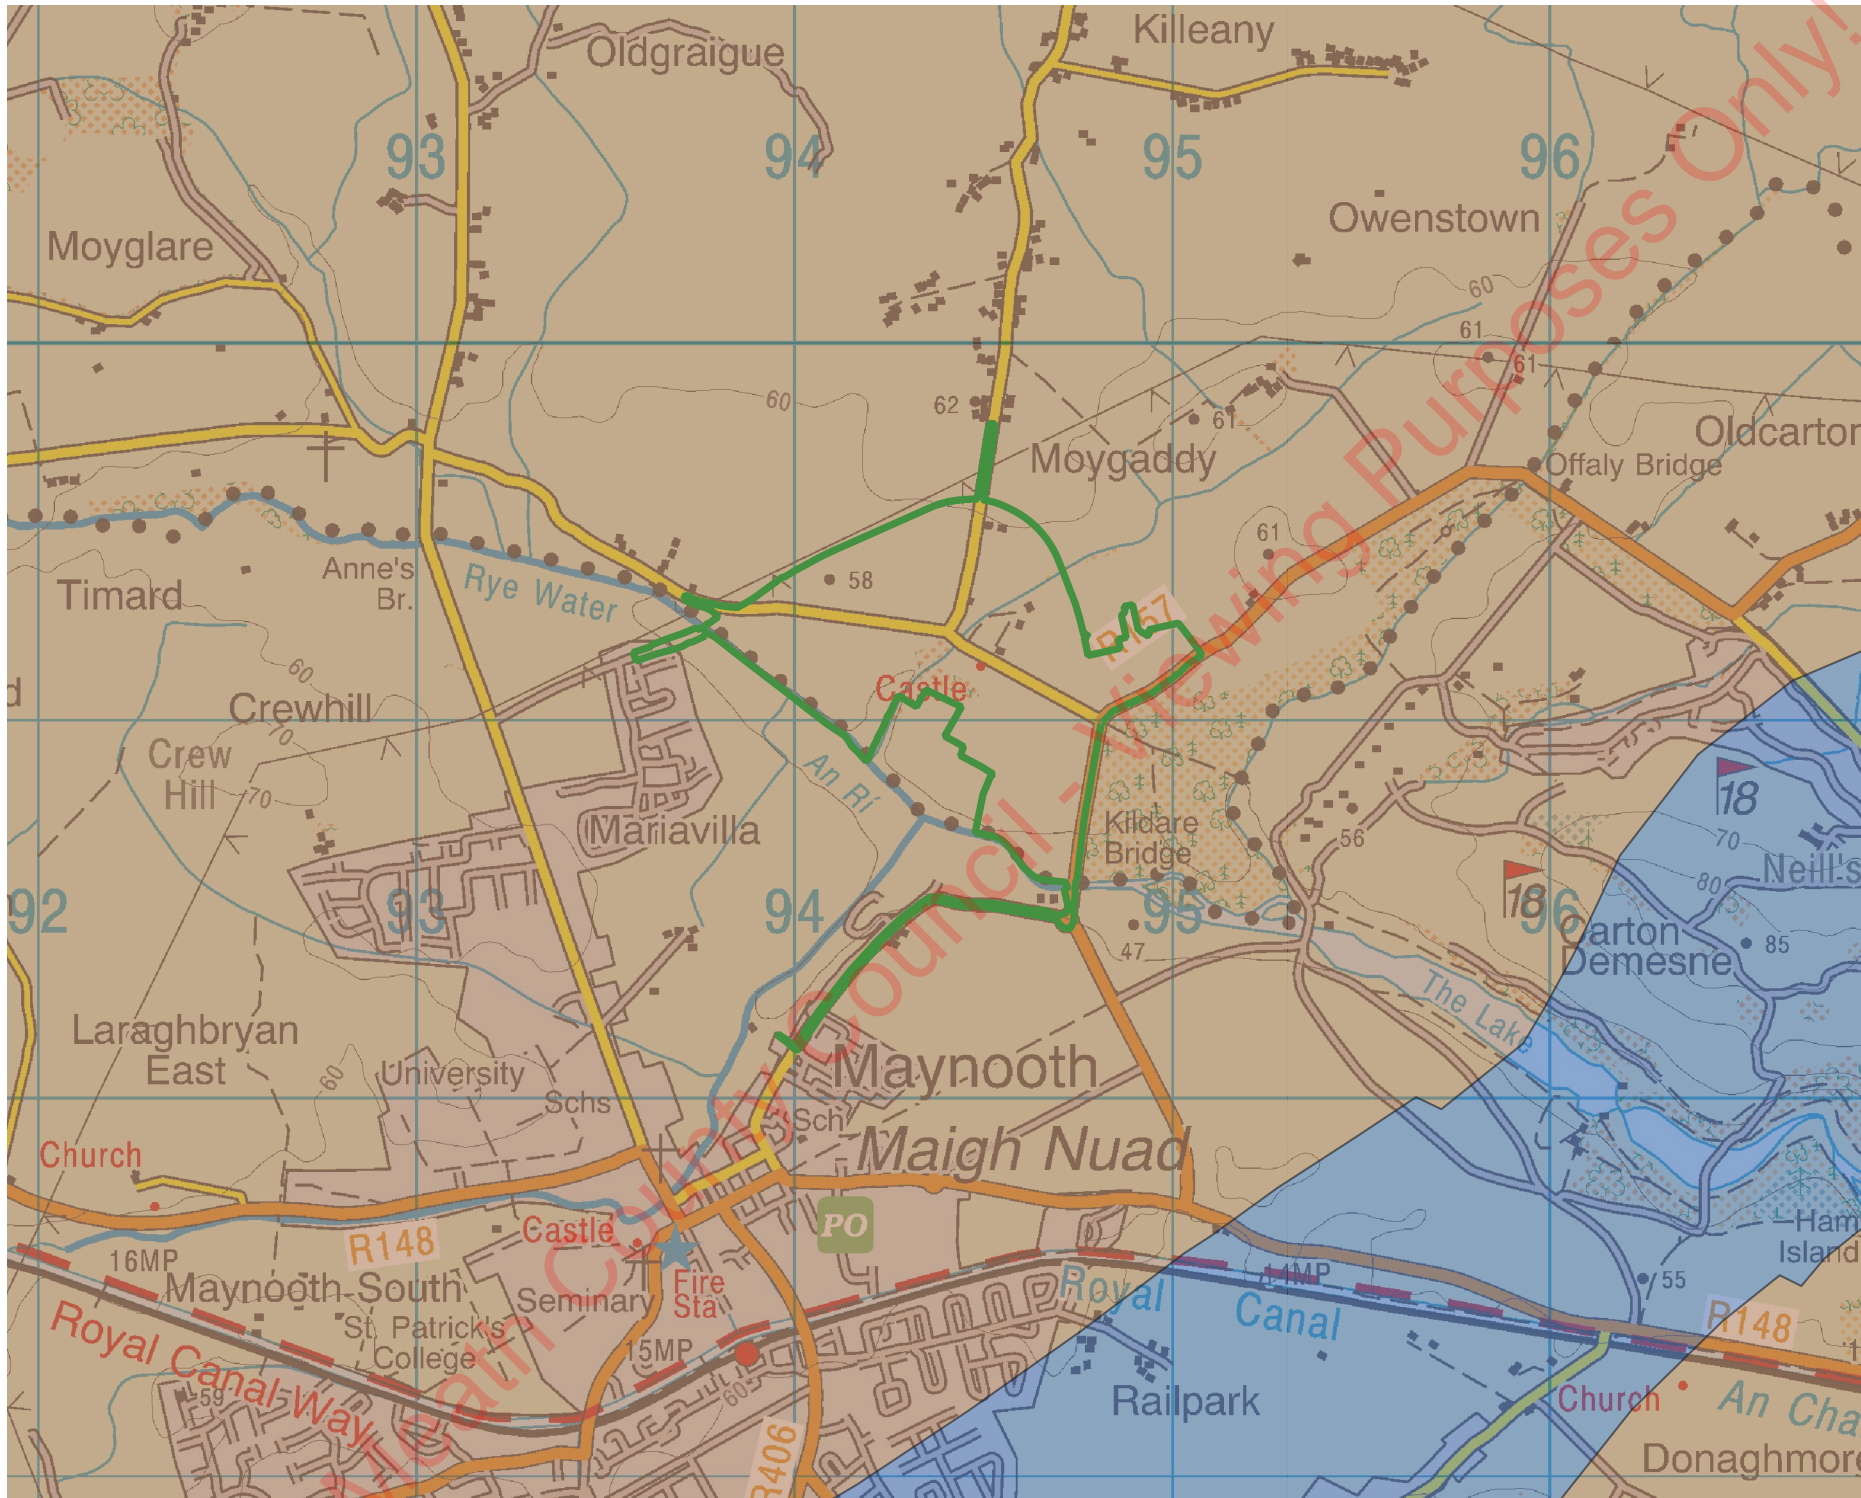 Oldgraigue
Killeany
93
94
95
96
Moyglare
Owenstown
60
61
61
60
62
61
Oldcarton
Moygaddy
Offaly Bridge
61
Anne's
Br.
58
Timard
Rye Water
R157
60
Castle
d
Crewhill
70
Crew
Hill
70
An Rí
18
Mariavilla
Kildare
Bridge
56
70
Neill's
80
92
93
94
95
18
96
Carton
Demesne
85
47
The Lake
Laraghbryan
East
60
University
Maynooth
Schs
Sch
Church
Maigh Nuad
PO
R148
Castle
16MP
Maynooth South
Fire
Sta
Seminary
Royal
Canal
14MP
55
Ham
Island
R148
St. Patrick's
College
15MP
Royal Canal Way
59
60
Railpark
Church
An Cha
R406
Donaghmore
Meath County Council - Viewing Purposes Only!